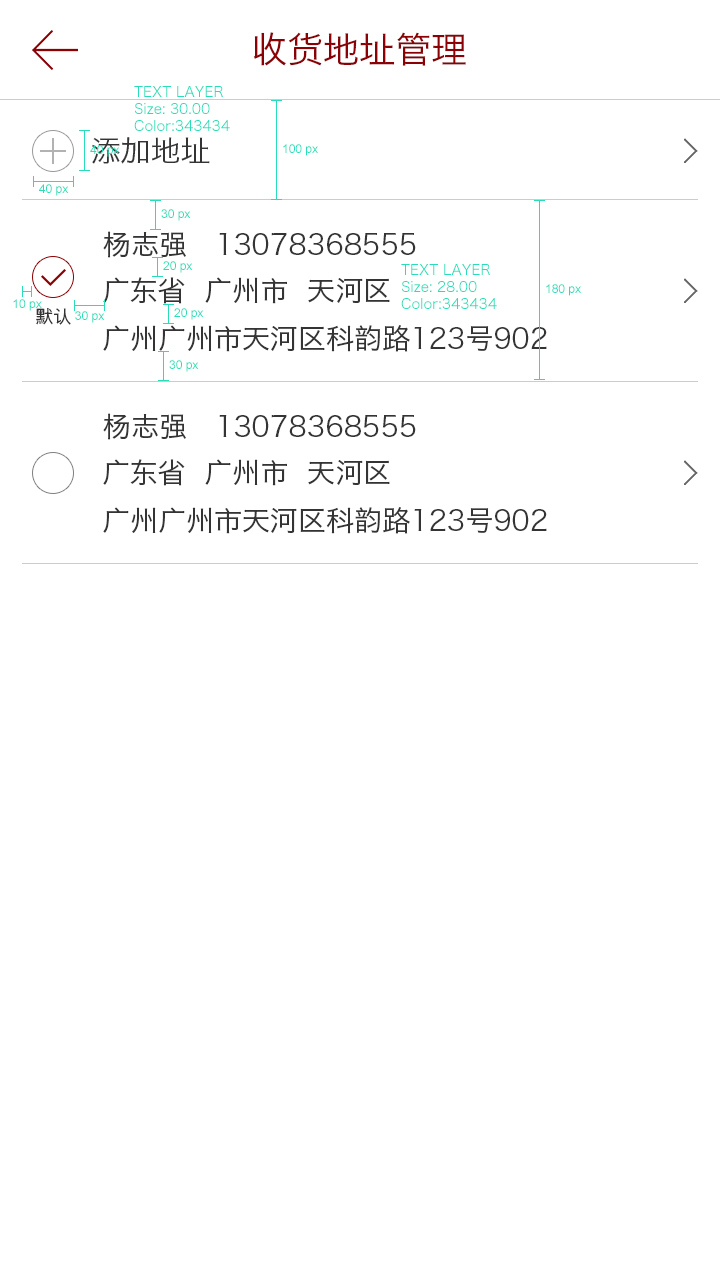 收货地址管理
TEXT LAYER
Size: 30.00
Color:343434
添加地址
40 px
100 px
40 px
30 px
杨志强 13078368555
20 px
广东省 广州市 天河区
TEXT LAYER
Size: 28.00
Color:343434
180 px
10 px
30 px
20 px
默认
广州广州市天河区科韵路123号902
30 px
杨志强 13078368555
广东省 广州市 天河区
广州广州市天河区科韵路123号902